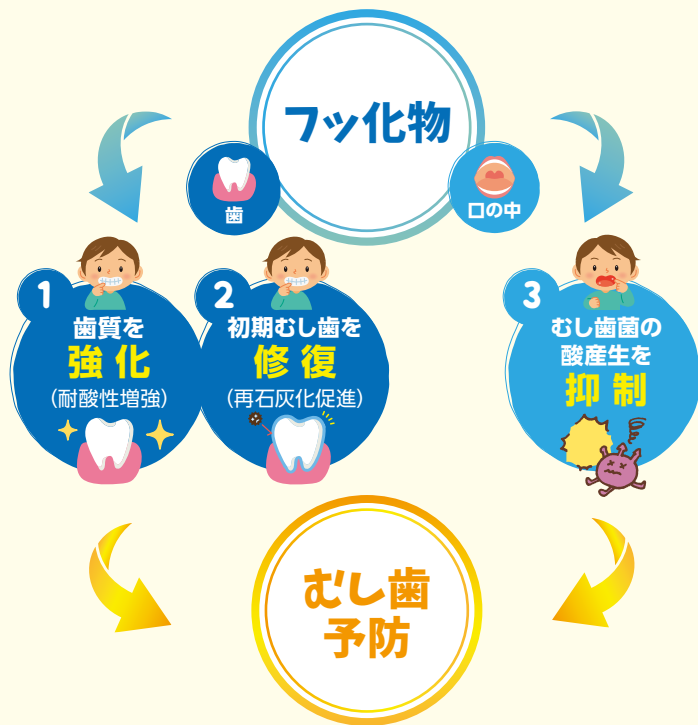 フッ化物
歯
口の中
1
歯質を
強化
(耐酸性増強)
2
初期むし歯を
修復
(再石灰化促進)
3
むし歯菌の
酸産生を
抑制
むし歯
予防